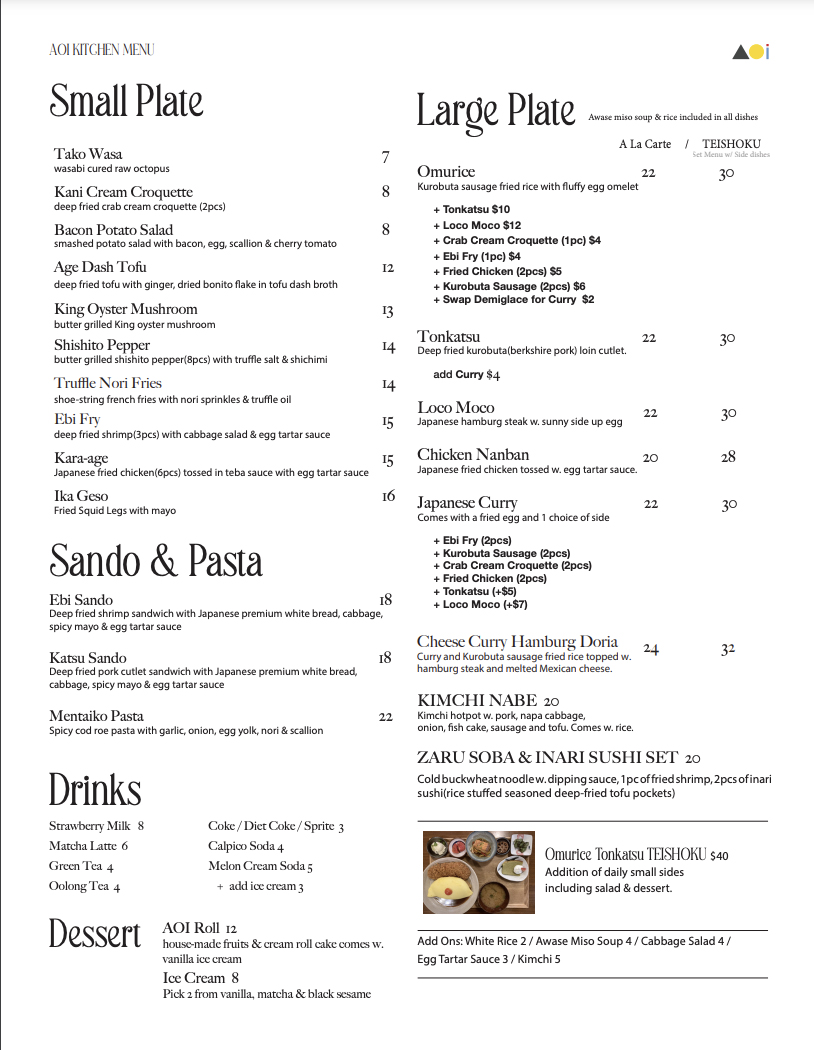 AOI KITCHEN MENU
AOi
Small Plate
Tako Wasa 7
wasabi cured raw octopus
Kani Cream Croquette 8
deep fried crab cream croquette (2pcs)
Bacon Potato Salad 8
smashed potato salad with bacon, egg, scallion & cherry tomato
Age Dash Tofu 12
deep fried tofu with ginger, dried bonito flake in tofu dash broth
King Oyster Mushroom 13
butter grilled King oyster mushroom
Shishito Pepper 14
butter grilled shishito pepper(8pcs) with truffle salt & shichimi
Truffle Nori Fries 14
shoe-string french fries with nori sprinkles & truffle oil
Ebi Fry 15
deep fried shrimp(3pcs) with cabbage salad & egg tartar sauce
Kara-age 15
Japanese fried chicken(6pcs) tossed in teba sauce with egg tartar sauce
Ika Geso 16
Fried Squid Legs with mayo
Sando & Pasta
Ebi Sando 18
Deep fried shrimp sandwich with Japanese premium white bread, cabbage,
spicy mayo & egg tartar sauce
Katsu Sando 18
Deep fried pork cutlet sandwich with Japanese premium white bread,
cabbage, spicy mayo & egg tartar sauce
Mentaiko Pasta 22
Spicy cod roe pasta with garlic, onion, egg yolk, nori & scallion
Drinks
Strawberry Milk 8
Matcha Latte 6
Green Tea 4
Oolong Tea 4
Coke / Diet Coke / Sprite 3
Calpico Soda 4
Melon Cream Soda 5
+ add ice cream 3
Dessert
AOI Roll 12
house-made fruits & cream roll cake comes w.
vanilla ice cream
Ice Cream 8
Pick 2 from vanilla, matcha & black sesame
Large Plate Awase miso soup & rice included in all dishes
A La Carte / TEISHOKU
Set Menu w/ Side dishes
Omurice 22 30
Kurobuta sausage fried rice with fluffy egg omelet
+ Tonkatsu $10
+ Loco Moco $12
+ Crab Cream Croquette (1pc) $4
+ Ebi Fry (1pc) $4
+ Fried Chicken (2pcs) $5
+ Kurobuta Sausage (2pcs) $6
+ Swap Demiglace for Curry $2
Tonkatsu 22 30
Deep fried kurobuta(berkshire pork) loin cutlet.
add Curry $4
Loco Moco 22 30
Japanese hamburg steak w. sunny side up egg
Chicken Nanban 20 28
Japanese fried chicken tossed w. egg tartar sauce.
Japanese Curry 22 30
Comes with a fried egg and 1 choice of side
+ Ebi Fry (2pcs)
+ Kurobuta Sausage (2pcs)
+ Crab Cream Croquette (2pcs)
+ Fried Chicken (2pcs)
+ Tonkatsu (+$5)
+ Loco Moco (+$7)
Cheese Curry Hamburg Doria 24 32
Curry and Kurobuta sausage fried rice topped w.
hamburg steak and melted Mexican cheese.
KIMCHI NABE 20
Kimchi hotpot w. pork, napa cabbage,
onion, fish cake, sausage and tofu. Comes w. rice.
ZARU SOBA & INARI SUSHI SET 20
Cold buckwheat noodle w. dipping sauce, 1pc of fried shrimp, 2pcs of inari
sushi(rice stuffed seasoned deep-fried tofu pockets)
Omurice Tonkatsu TEISHOKU $40
Addition of daily small sides
including salad & dessert.
Add Ons: White Rice 2 / Awase Miso Soup 4 / Cabbage Salad 4 /
Egg Tartar Sauce 3 / Kimchi 5